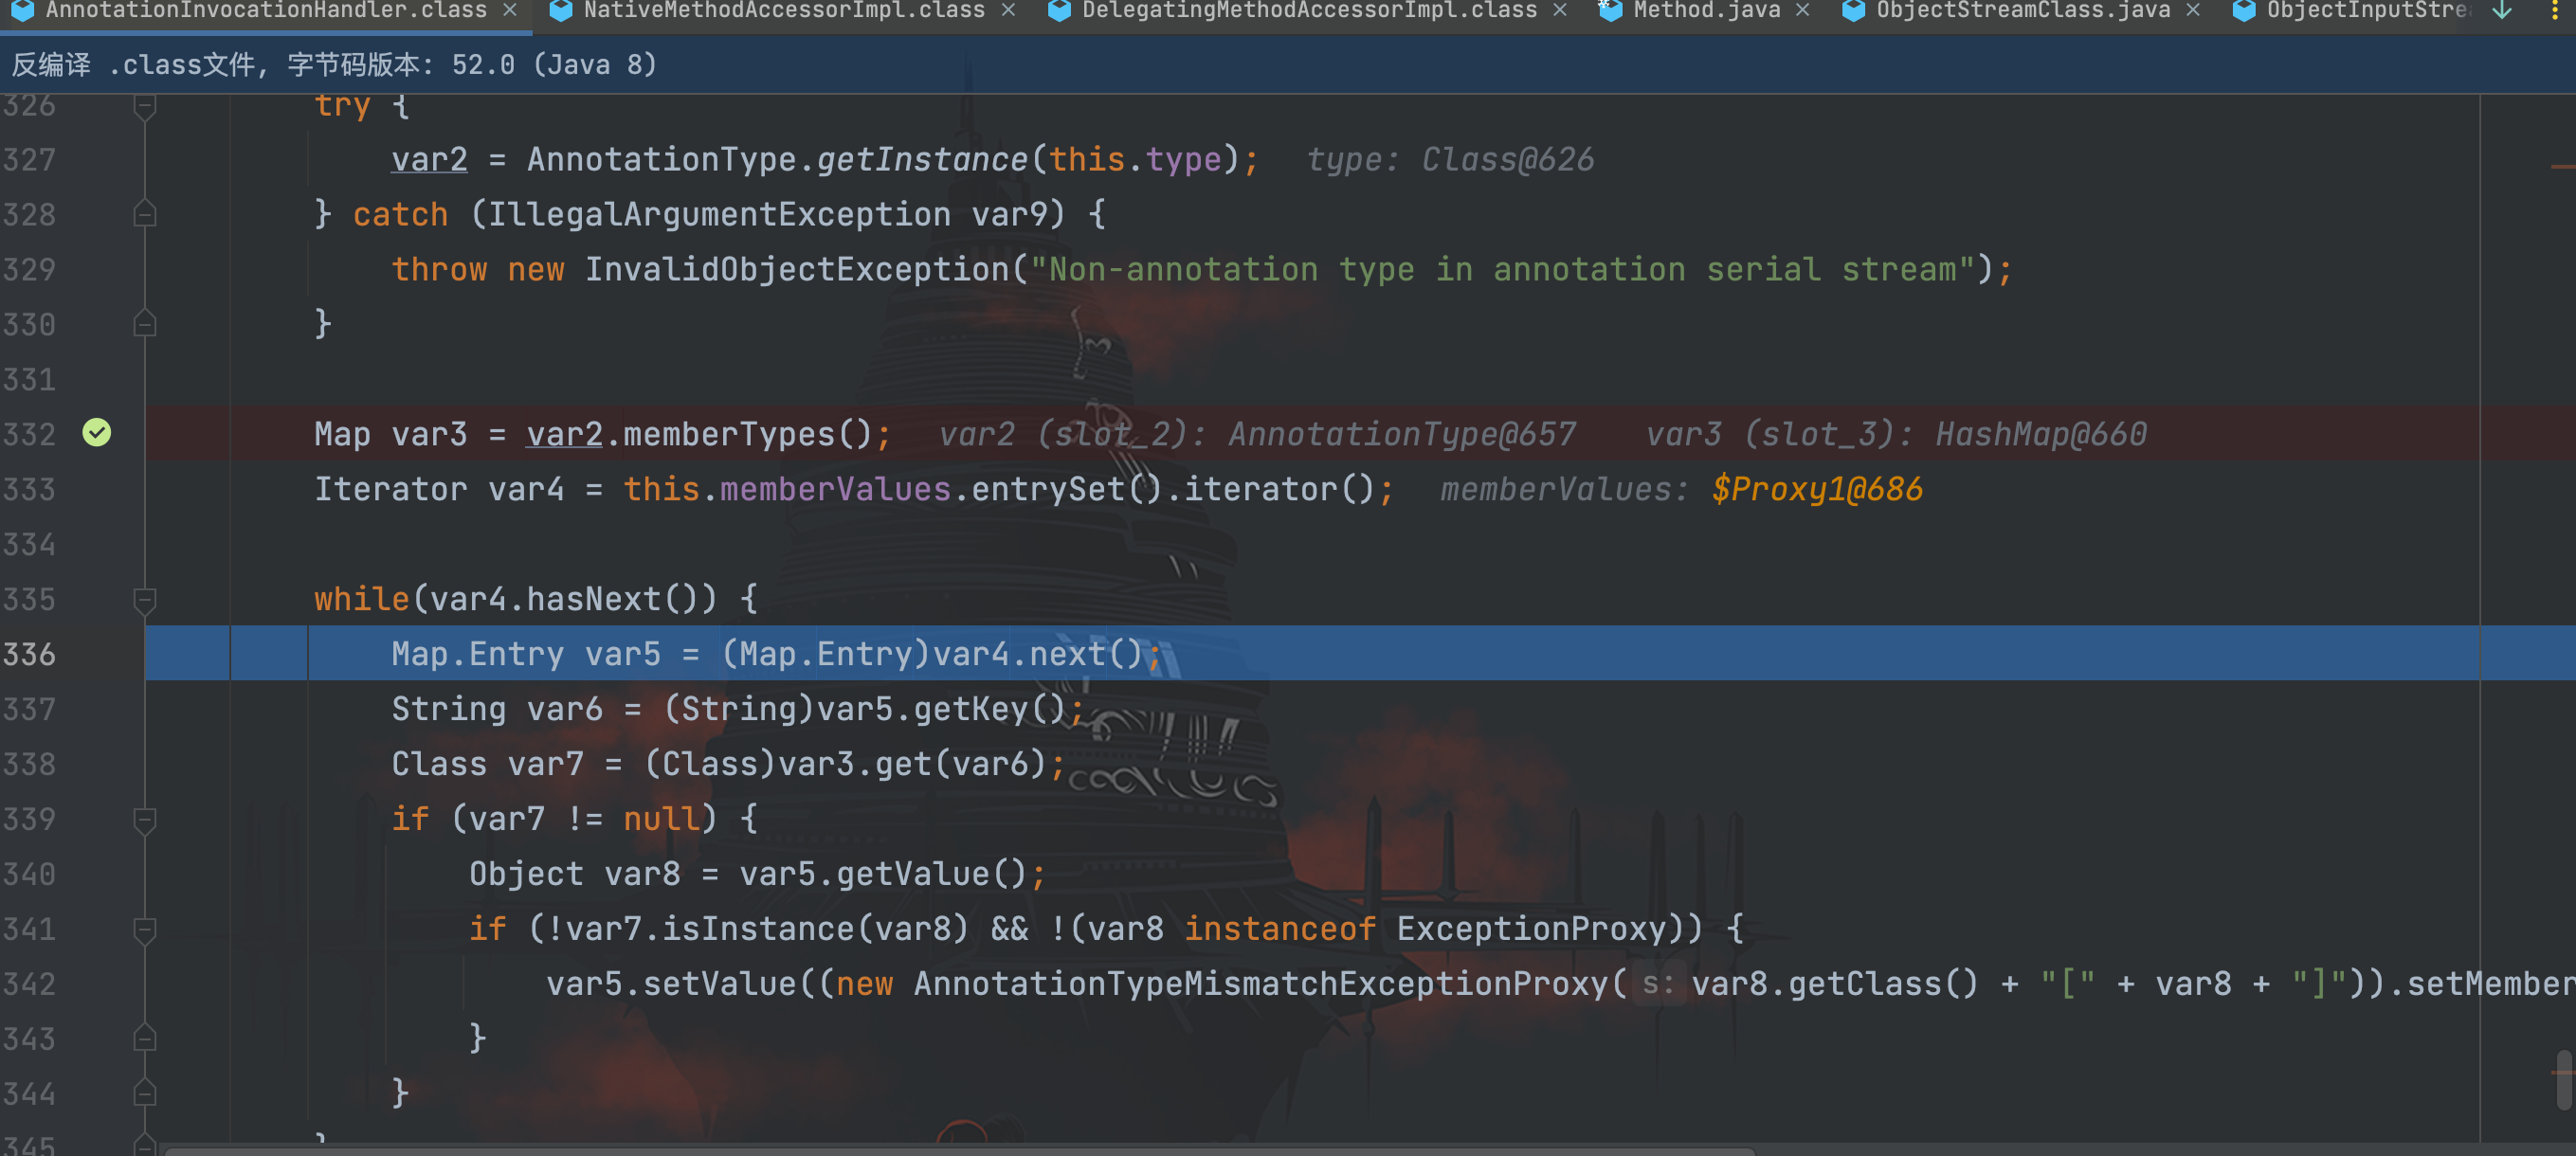 AnnotationInvocationHandler.class × NativeMethodAccessorImpl.class × DelegatingMethodAccessorImpl.class × Method.java × ObjectStreamClass.java × ObjectInputStre
反编译 .class文件, 字节码版本: 52.0 (Java 8)
326 try {
327 var2 = AnnotationType.getInstance(this.type); type: Class@626
328 } catch (IllegalArgumentException var9) {
329 throw new InvalidObjectException("Non-annotation type in annotation serial stream");
330 }
331
332 Map var3 = var2.memberTypes(); var2 (slot_2): AnnotationType@657 var3 (slot_3): HashMap@660
333 Iterator var4 = this.memberValues.entrySet().iterator(); memberValues: $Proxy1@686
334
335 while(var4.hasNext()) {
336 Map.Entry var5 = (Map.Entry)var4.next();
337 String var6 = (String)var5.getKey();
338 Class var7 = (Class)var3.get(var6);
339 if (var7 != null) {
340 Object var8 = var5.getValue();
341 if (!var7.isInstance(var8) && !(var8 instanceof ExceptionProxy)) {
342 var5.setValue((new AnnotationTypeMismatchExceptionProxy( s: var8.getClass() + "[" + var8 + "]")).setMember
343 }
344 }
345 }